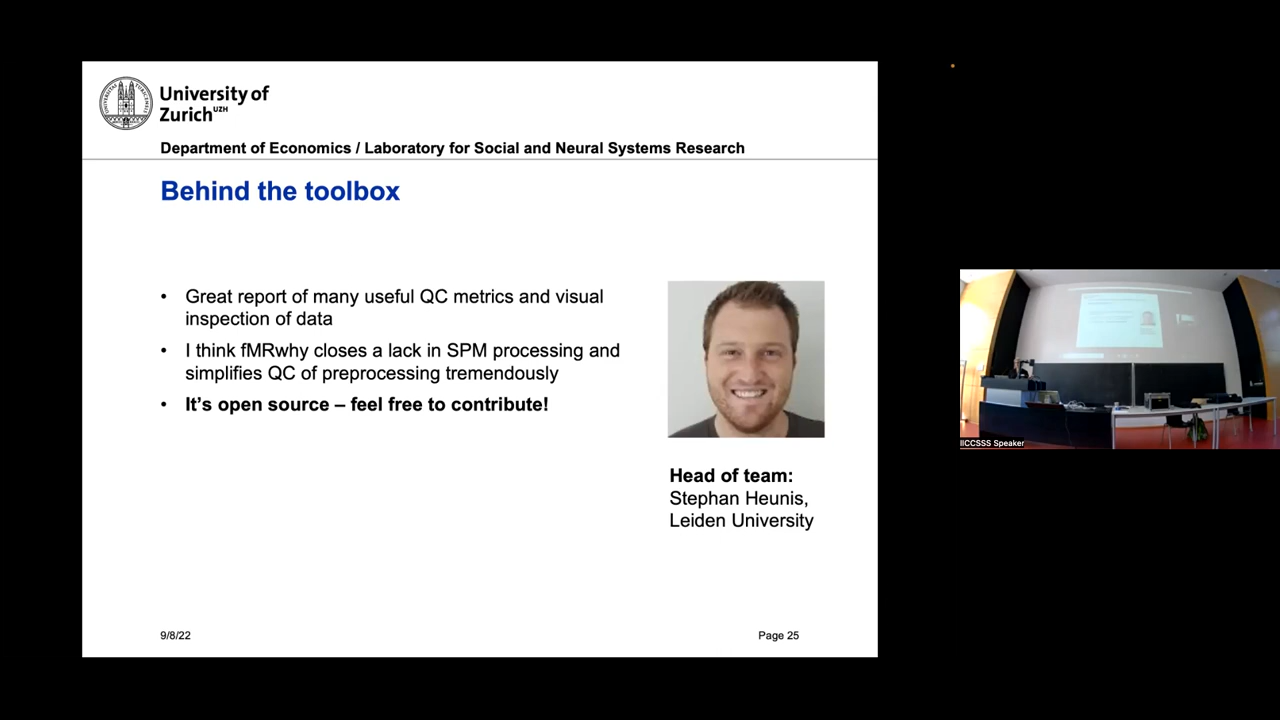 University of
Zurich UZH
Department of Economics / Laboratory for Social and Neural Systems Research
Behind the toolbox
• Great report of many useful QC metrics and visual
inspection of data
• I think fMRwhy closes a lack in SPM processing and
simplifies QC of preprocessing tremendously
• It's open source – feel free to contribute!
Head of team:
Stephan Heunis,
Leiden University
9/8/22
Page 25
IICCSSS Speaker